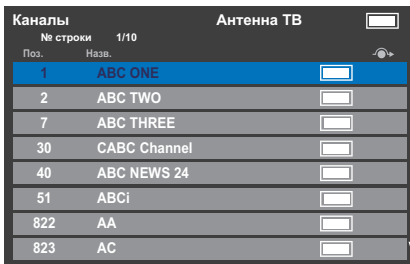 Каналы Антенна ТВ
№ строки 1/10
Поз. Назв.
1 ABC ONE
2 ABC TWO
7 ABC THREE
30 CABC Channel
40 ABC NEWS 24
51 ABCi
822 AA
823 AC